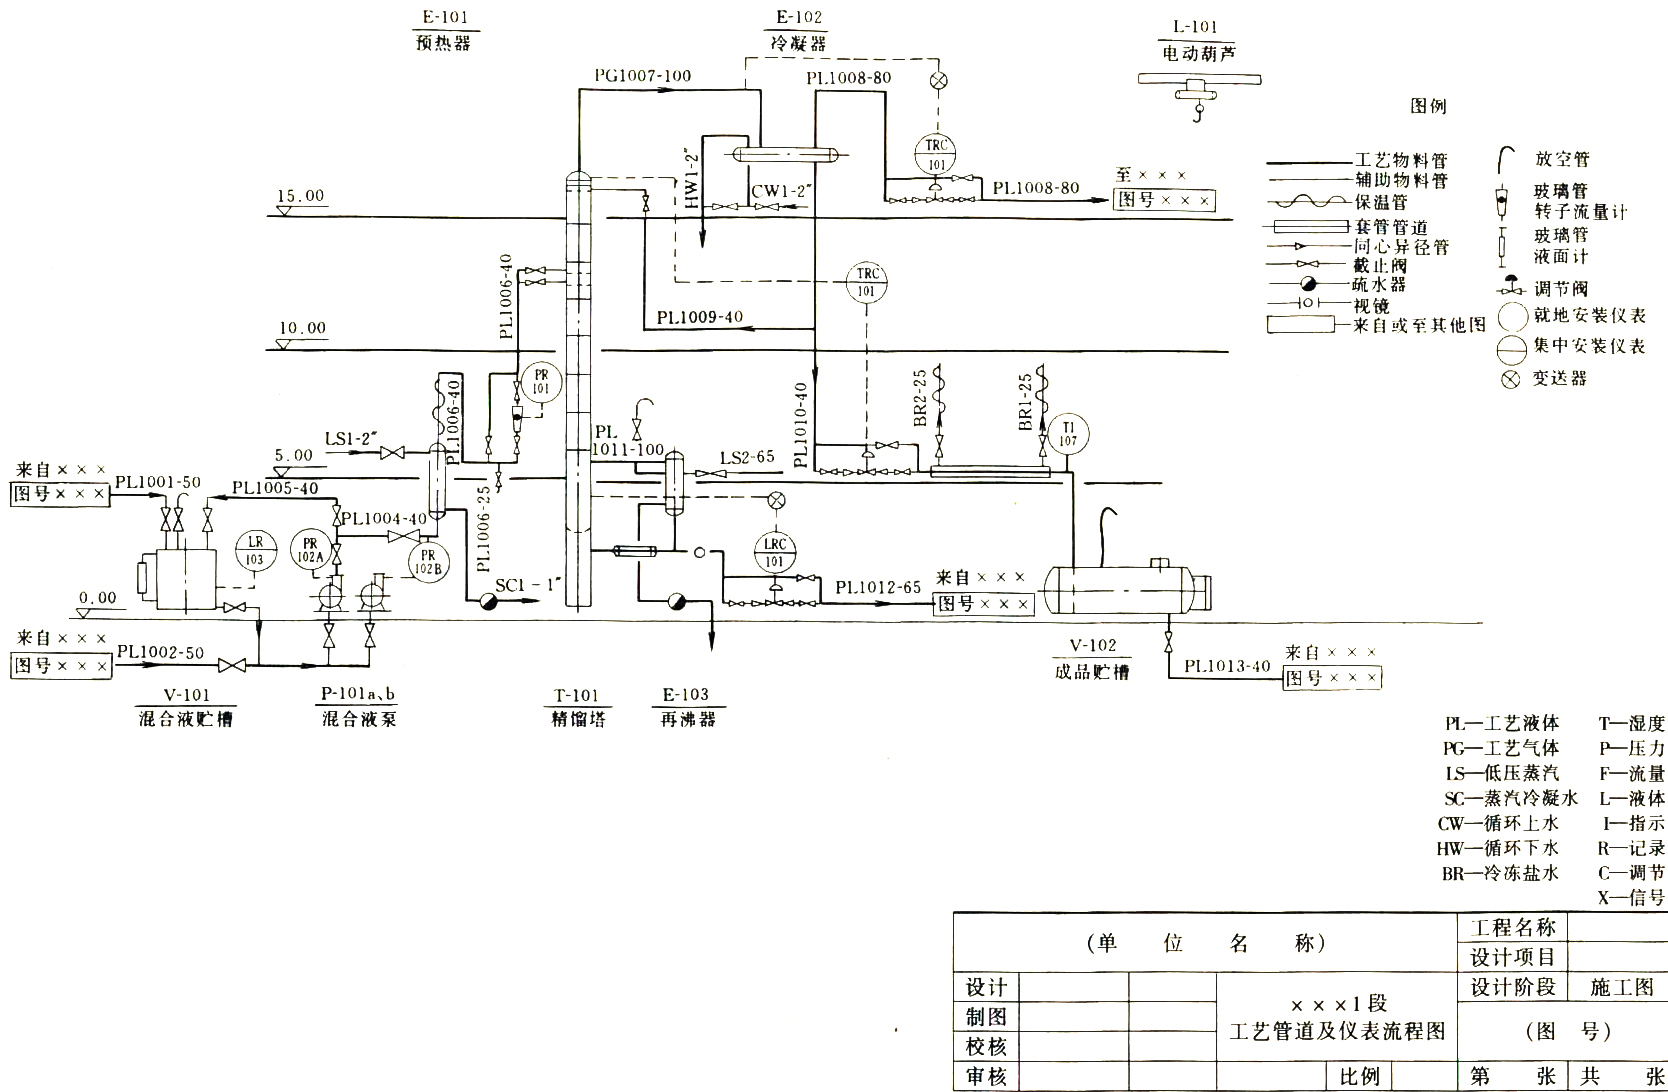 E-101
预热器
E-102
冷凝器
L-101
电动葫芦
PG1007-100
PL1008-80
TRC
101
HW1-2″
CW1-2″
PL1008-80
至×××
图号×××
15.00
10.00
5.00
0.00
PL1006-40
TRC
101
PL1009-40
PR
101
PL1006-40
LS1-2″
PL
1011-100
LS2-65
PL1010-40
BR2-25
BR1-25
TI
107
来自×××
图号×××
PL1001-50
PL1005-40
PL1004-40
PL1006-25
LR
103
PR
102A
PR
102B
SC1-1″
LRC
101
PL1012-65
来自×××
图号×××
来自×××
图号×××
PL1002-50
V-102
成品贮槽
PL1013-40
来自×××
图号×××
V-101
混合液贮槽
P-101a、b
混合液泵
T-101
精馏塔
E-103
再沸器
图例
工艺物料管
辅助物料管
保温管
套管管道
同心异径管
截止阀
疏水器
视镜
来自或至其他图
放空管
玻璃管
转子流量计
玻璃管
液面计
调节阀
就地安装仪表
集中安装仪表
变送器
PL—工艺液体 T—湿度
PG—工艺气体 P—压力
LS—低压蒸汽 F—流量
SC—蒸汽冷凝水 L—液体
CW—循环上水 I—指示
HW—循环下水 R—记录
BR—冷冻盐水 C—调节
X—信号
(单 位 名 称)
工程名称
设计项目
设计 设计阶段 施工图
制图
×××1段
工艺管道及仪表流程图
(图 号)
校核
审核 比例 第 张 共 张